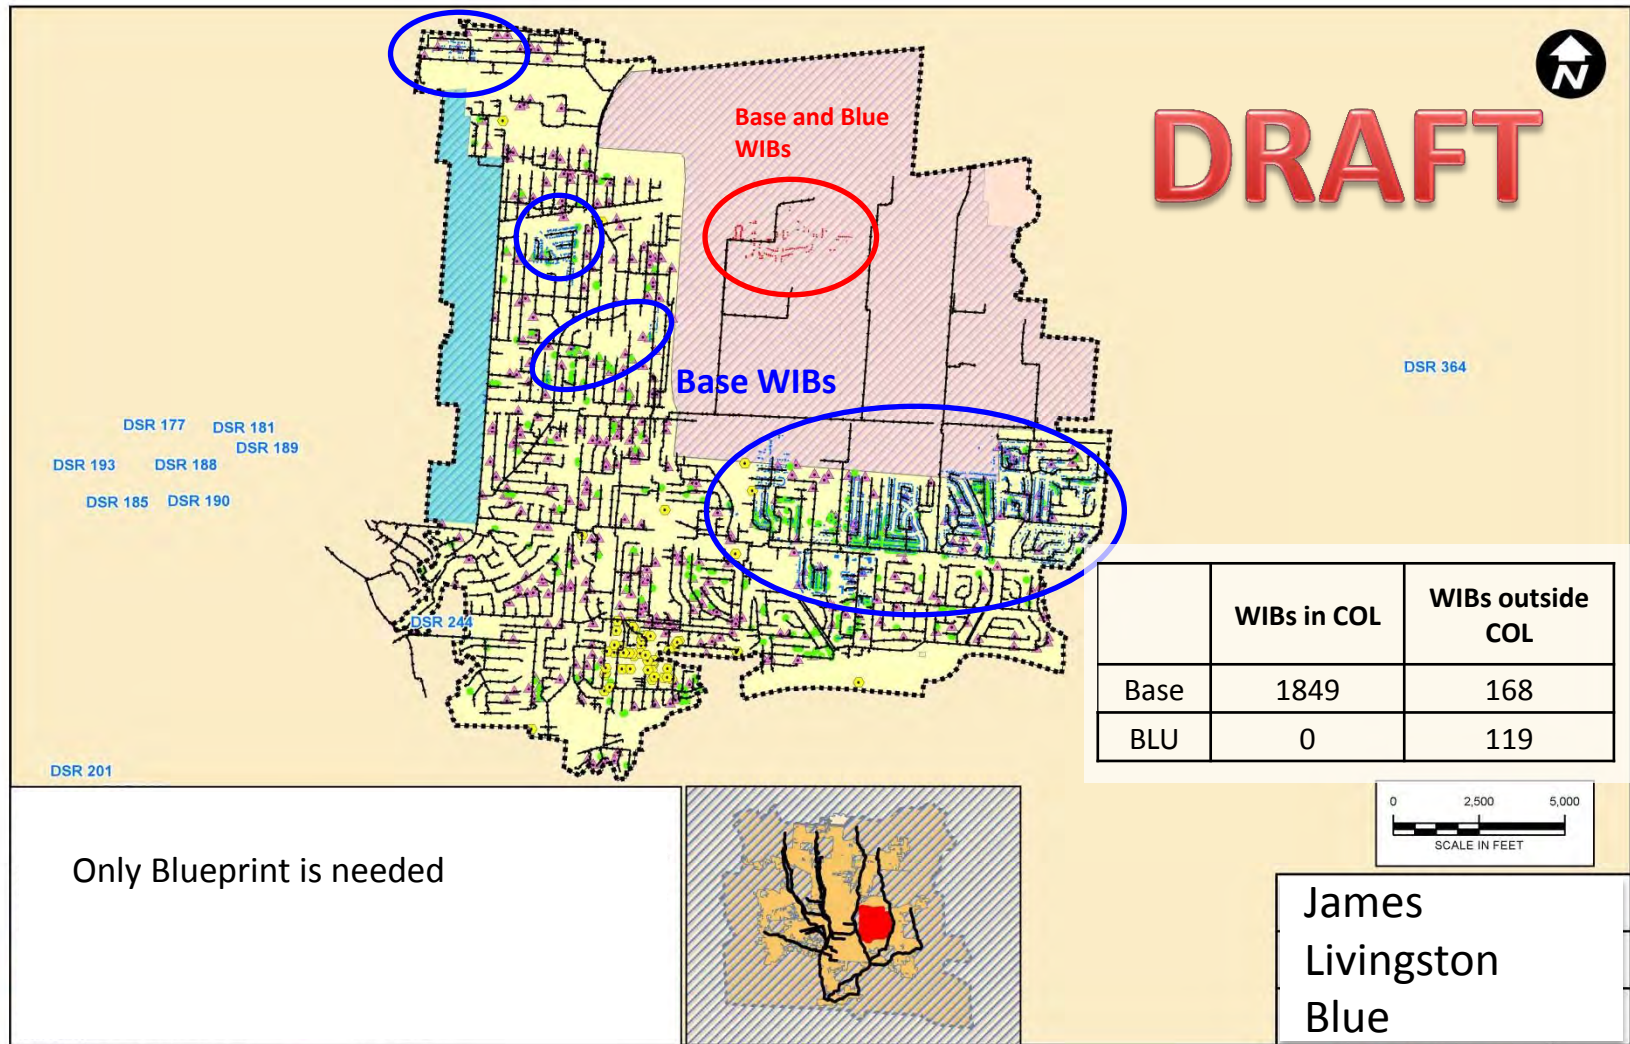 N
DRAFT
Base and Blue
WIBs
Base WIBs
DSR 364
DSR 177
DSR 181
DSR 189
DSR 193
DSR 188
DSR 185
DSR 190
DSR 244
DSR 201
WIBs in COL
WIBs outside
COL
Base 1849 168
BLU 0 119
0 2,500 5,000
SCALE IN FEET
Only Blueprint is needed
James
Livingston
Blue